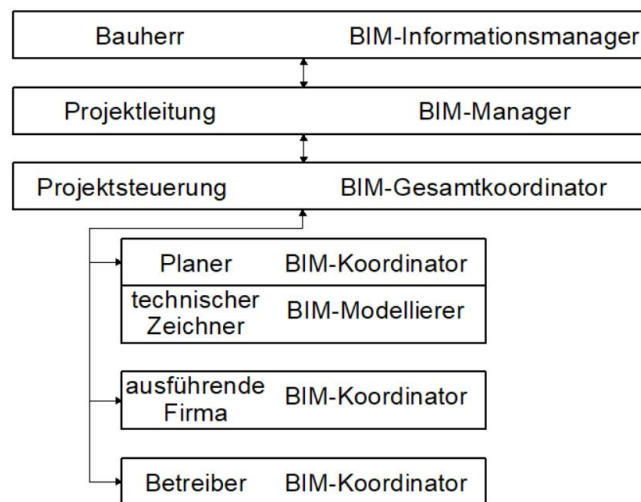 Bauherr BIM-Informationsmanager
Projektleitung BIM-Manager
Projektsteuerung BIM-Gesamtkoordinator
Planer BIM-Koordinator
technischer
Zeichner BIM-Modellierer
ausführende
Firma BIM-Koordinator
Betreiber BIM-Koordinator